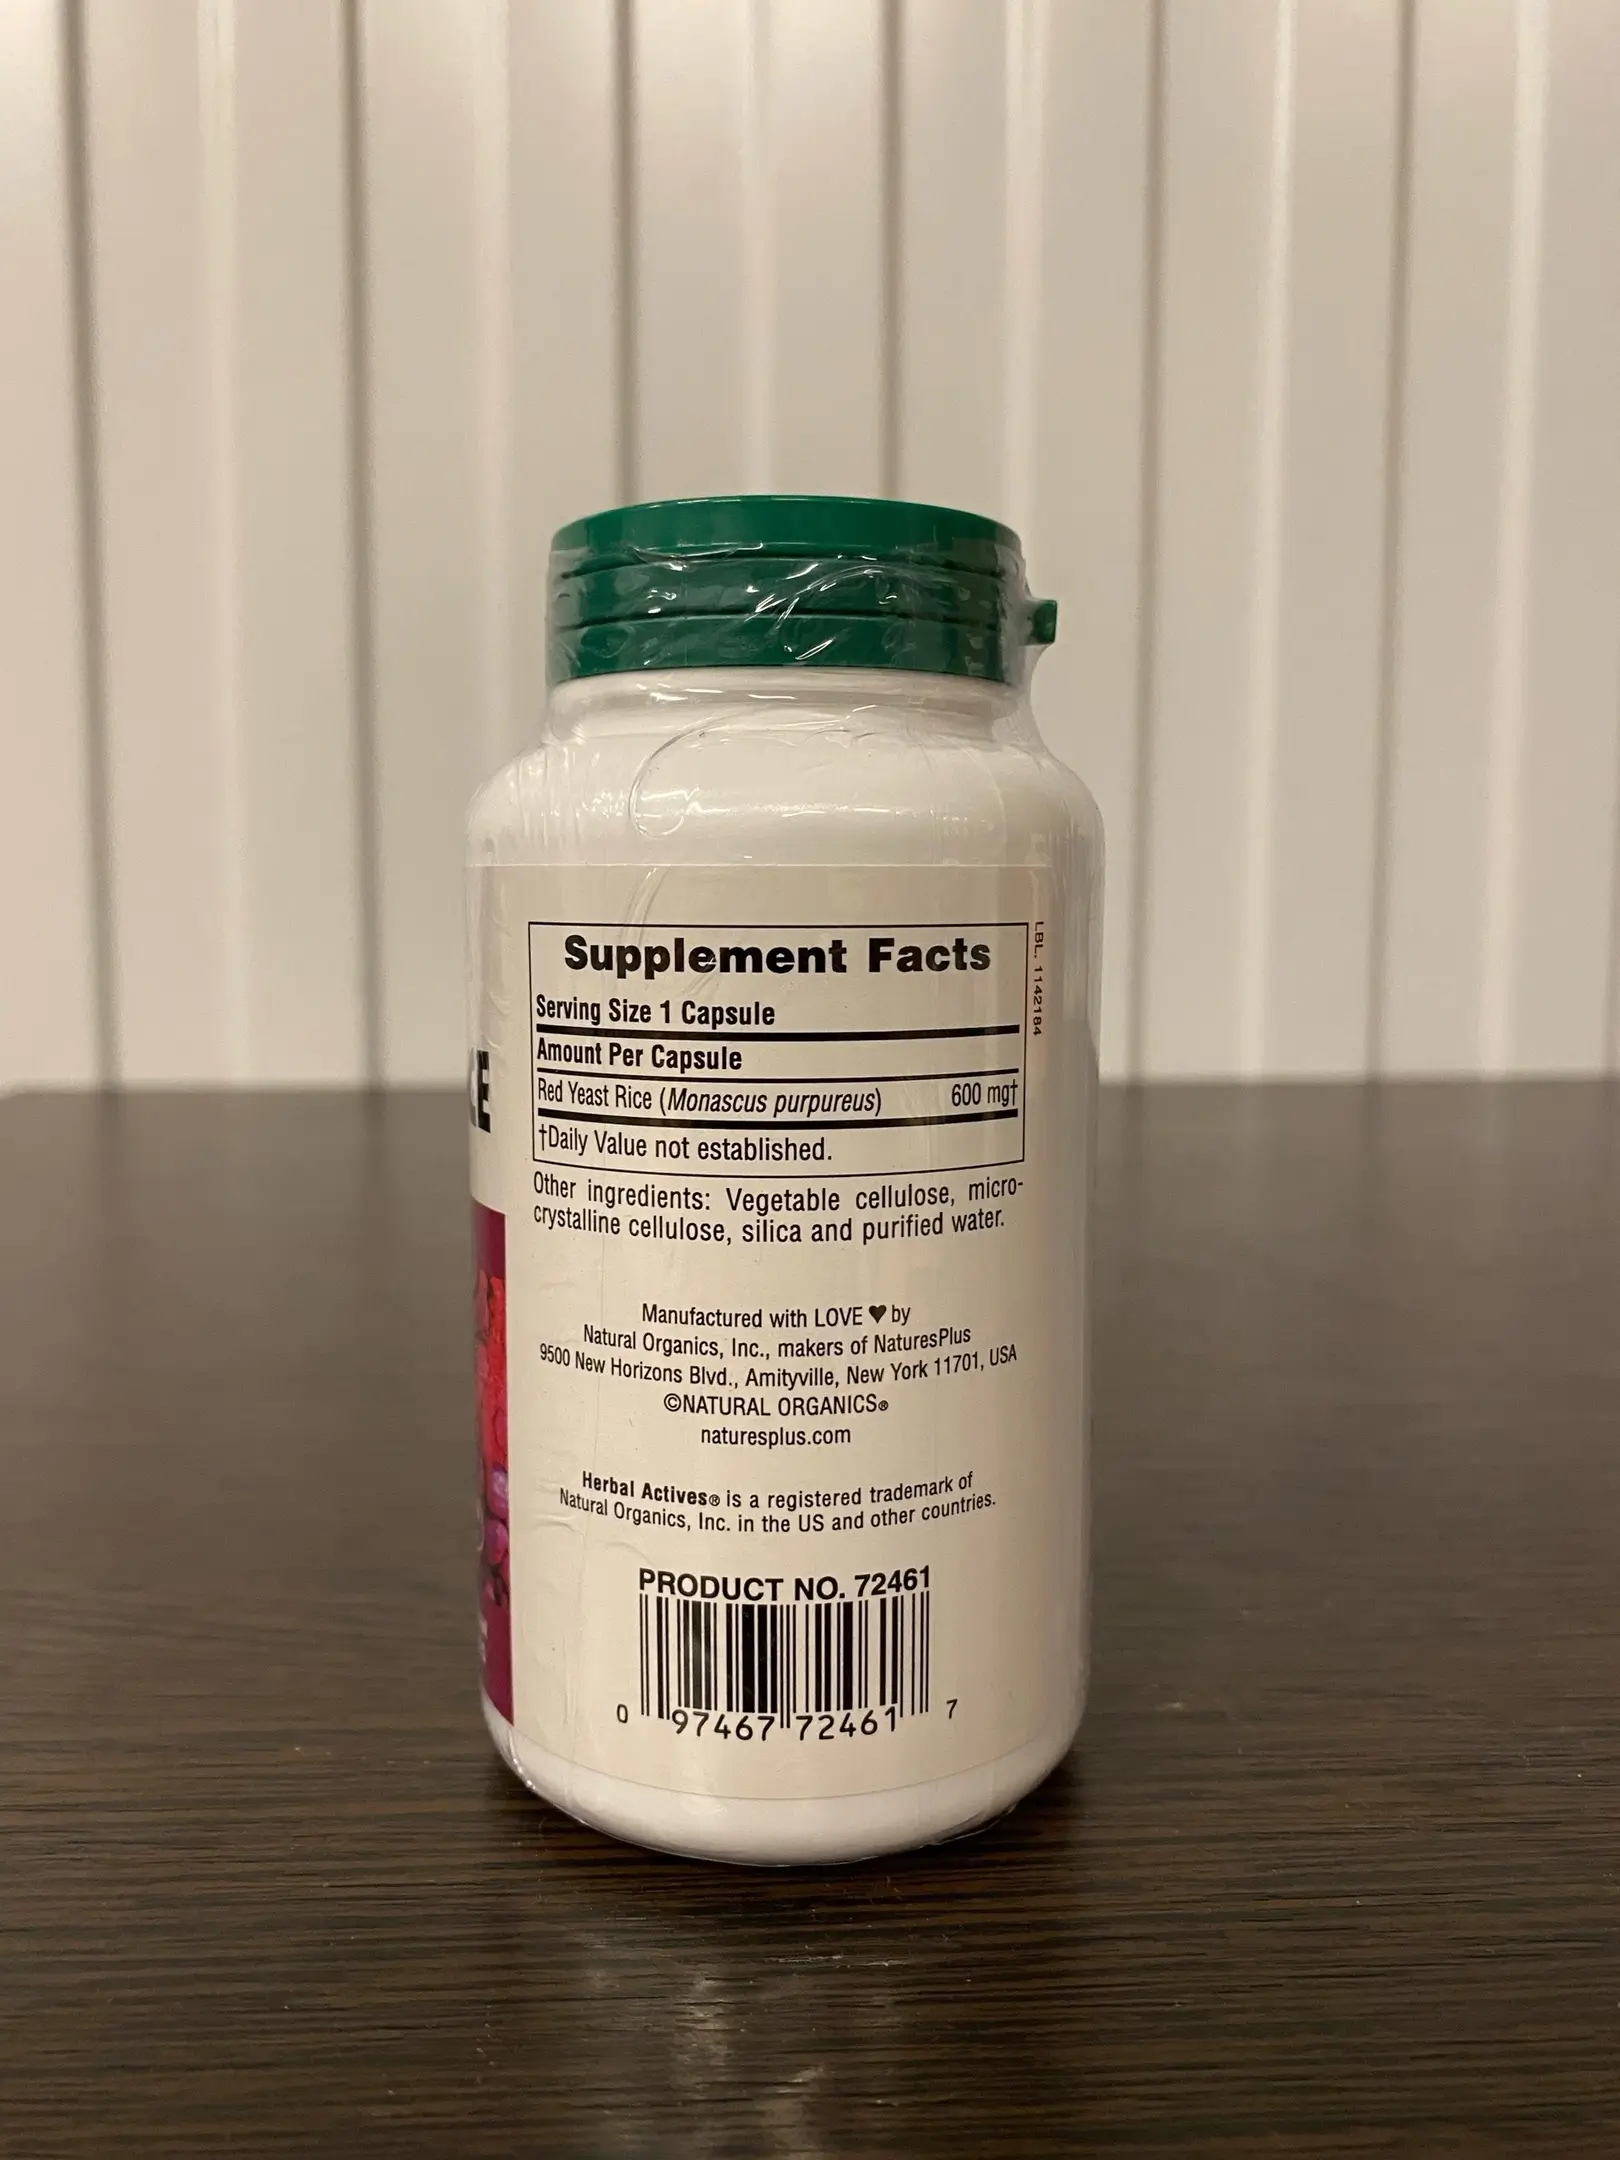 Supplement Facts
Serving Size 1 Capsule
Amount Per Capsule
Red Yeast Rice (Monascus purpureus) 600 mg†
†Daily Value not established.
Other ingredients: Vegetable cellulose, micro-
crystalline cellulose, silica and purified water.
Manufactured with LOVE ♥ by
Natural Organics, Inc., makers of NaturesPlus
9500 New Horizons Blvd., Amityville, New York 11701, USA
©NATURAL ORGANICS®
naturesplus.com
Herbal Actives® is a registered trademark of
Natural Organics, Inc. in the US and other countries.
PRODUCT NO. 72461
0 97467 72461 7
LBL. 1142184